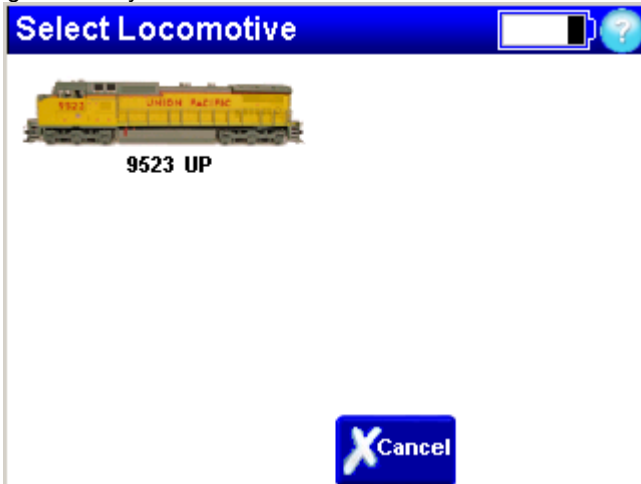 Select Locomotive
?
9523
UNION PACIFIC
9523 UP
Cancel